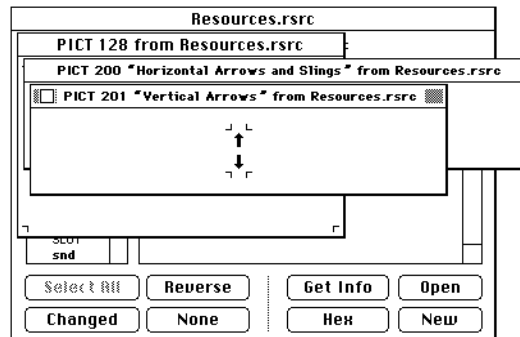 Resources.rsrc
PICT 128 from Resources.rsrc
PICT 200 “Horizontal Arrows and Slings” from Resources.rsrc
PICT 201 “Vertical Arrows” from Resources.rsrc
SLOT
snd
Select All Reverse Get Info Open
Changed None Hex New